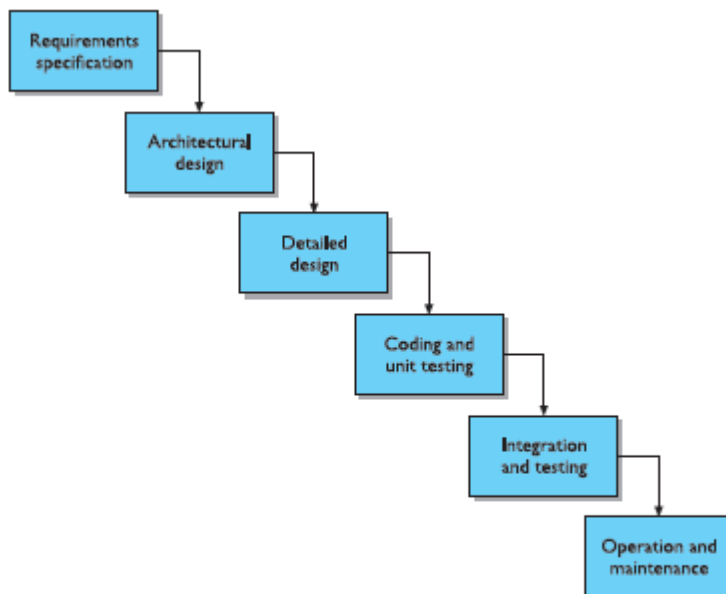 Requirements
specification
Architectural
design
Detailed
design
Coding and
unit testing
Integration
and testing
Operation and
maintenance